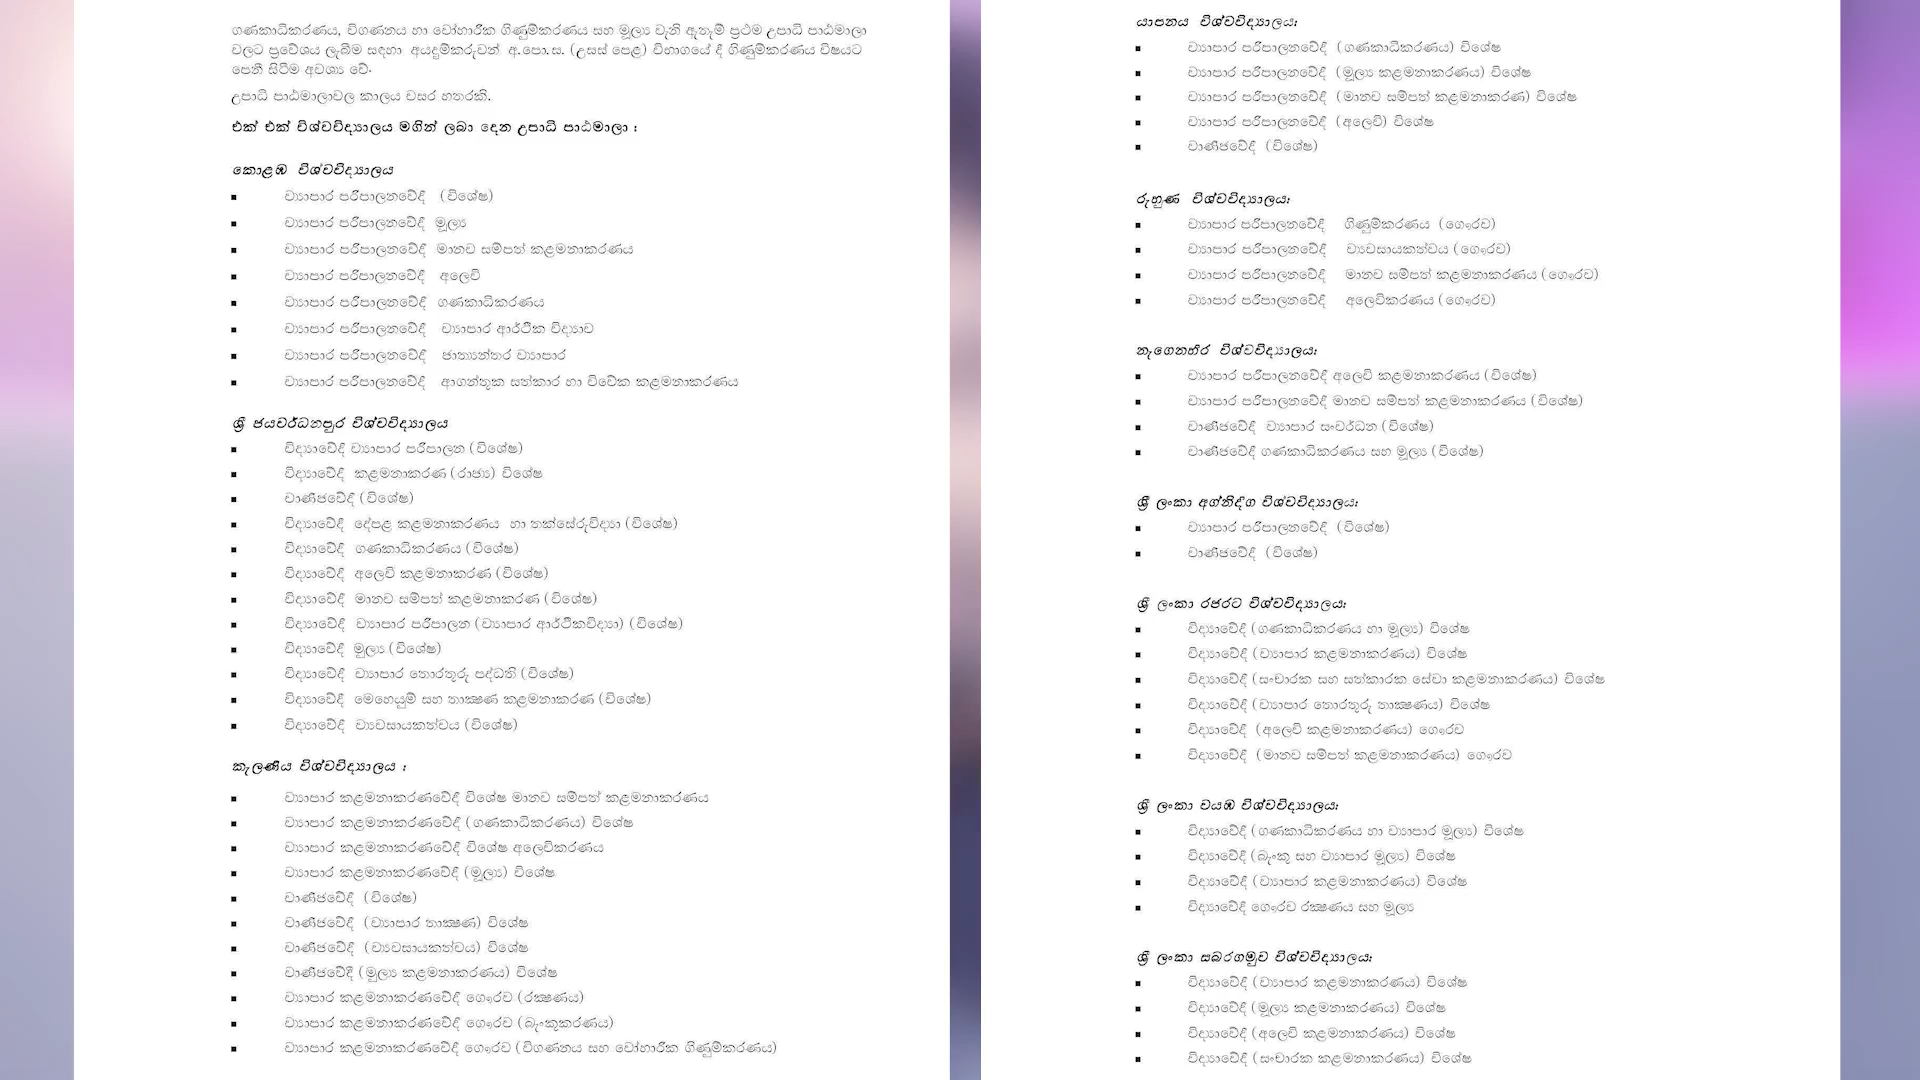 ගණකාධිකරණය, විගණනය හා වෝහාරික ගිණුම්කරණය සහ මූල්‍ය වැනි ඇතැම් ප්‍රථම උපාධි පාඨමාලා
වලට ප්‍රවේශය ලැබීම සඳහා අයදුම්කරුවන් අ.පො.ස. (උසස් පෙළ) විභාගයේ දී ගිණුම්කරණය විෂයට
පෙනී සිටීම අවශ්‍ය වේ.
උපාධි පාඨමාලාවල කාලය වසර හතරකි.
එක් එක් විශ්වවිද්‍යාලය මගින් ලබා දෙන උපාධි පාඨමාලා :
කොළඹ විශ්වවිද්‍යාලය
▪ ව්‍යාපාර පරිපාලනවේදී (විශේෂ)
▪ ව්‍යාපාර පරිපාලනවේදී මූල්‍ය
▪ ව්‍යාපාර පරිපාලනවේදී මානව සම්පත් කළමනාකරණය
▪ ව්‍යාපාර පරිපාලනවේදී අලෙවි
▪ ව්‍යාපාර පරිපාලනවේදී ගණකාධිකරණය
▪ ව්‍යාපාර පරිපාලනවේදී ව්‍යාපාර ආර්ථික විද්‍යාව
▪ ව්‍යාපාර පරිපාලනවේදී ජාත්‍යන්තර ව්‍යාපාර
▪ ව්‍යාපාර පරිපාලනවේදී ආගන්තුක සත්කාර හා විවේක කළමනාකරණය
ශ්‍රී ජයවර්ධනපුර විශ්වවිද්‍යාලය
▪ විද්‍යාවේදී ව්‍යාපාර පරිපාලන (විශේෂ)
▪ විද්‍යාවේදී කළමනාකරණ (රාජ්‍ය) විශේෂ
▪ වාණිජවේදී (විශේෂ)
▪ විද්‍යාවේදී දේපළ කළමනාකරණය හා තක්සේරුවිද්‍යා (විශේෂ)
▪ විද්‍යාවේදී ගණකාධිකරණය (විශේෂ)
▪ විද්‍යාවේදී අලෙවි කළමනාකරණ (විශේෂ)
▪ විද්‍යාවේදී මානව සම්පත් කළමනාකරණ (විශේෂ)
▪ විද්‍යාවේදී ව්‍යාපාර පරිපාලන (ව්‍යාපාර ආර්ථිකවිද්‍යා) (විශේෂ)
▪ විද්‍යාවේදී මූල්‍ය (විශේෂ)
▪ විද්‍යාවේදී ව්‍යාපාර තොරතුරු පද්ධති (විශේෂ)
▪ විද්‍යාවේදී මෙහෙයුම් සහ තාක්‍ෂණ කළමනාකරණ (විශේෂ)
▪ විද්‍යාවේදී ව්‍යවසායකත්වය (විශේෂ)
කැලණිය විශ්වවිද්‍යාලය :
▪ ව්‍යාපාර කළමනාකරණවේදී විශේෂ මානව සම්පත් කළමනාකරණය
▪ ව්‍යාපාර කළමනාකරණවේදී (ගණකාධිකරණය) විශේෂ
▪ ව්‍යාපාර කළමනාකරණවේදී විශේෂ අලෙවිකරණය
▪ ව්‍යාපාර කළමනාකරණවේදී (මූල්‍ය) විශේෂ
▪ වාණිජවේදී (විශේෂ)
▪ වාණිජවේදී (ව්‍යාපාර තාක්‍ෂණ) විශේෂ
▪ වාණිජවේදී (ව්‍යවසායකත්වය) විශේෂ
▪ වාණිජවේදී (මූල්‍ය කළමනාකරණය) විශේෂ
▪ ව්‍යාපාර කළමනාකරණවේදී ගෞරව (රක්‍ෂණය)
▪ ව්‍යාපාර කළමනාකරණවේදී ගෞරව (බැංකුකරණය)
▪ ව්‍යාපාර කළමනාකරණවේදී ගෞරව (විගණනය සහ වෝහාරික ගිණුම්කරණය)
යාපනය විශ්වවිද්‍යාලය:
▪ ව්‍යාපාර පරිපාලනවේදී (ගණකාධිකරණය) විශේෂ
▪ ව්‍යාපාර පරිපාලනවේදී (මූල්‍ය කළමනාකරණය) විශේෂ
▪ ව්‍යාපාර පරිපාලනවේදී (මානව සම්පත් කළමනාකරණ) විශේෂ
▪ ව්‍යාපාර පරිපාලනවේදී (අලෙවි) විශේෂ
▪ වාණිජවේදී (විශේෂ)
රුහුණ විශ්වවිද්‍යාලය:
▪ ව්‍යාපාර පරිපාලනවේදී ගිණුම්කරණය (ගෞරව)
▪ ව්‍යාපාර පරිපාලනවේදී ව්‍යවසායකත්වය (ගෞරව)
▪ ව්‍යාපාර පරිපාලනවේදී මානව සම්පත් කළමනාකරණය (ගෞරව)
▪ ව්‍යාපාර පරිපාලනවේදී අලෙවිකරණය (ගෞරව)
නැගෙනහිර විශ්වවිද්‍යාලය:
▪ ව්‍යාපාර පරිපාලනවේදී අලෙවි කළමනාකරණය (විශේෂ)
▪ ව්‍යාපාර පරිපාලනවේදී මානව සම්පත් කළමනාකරණය (විශේෂ)
▪ වාණිජවේදී ව්‍යාපාර සංවර්ධන (විශේෂ)
▪ වාණිජවේදී ගණකාධිකරණය සහ මූල්‍ය (විශේෂ)
ශ්‍රී ලංකා අග්නිදිග විශ්වවිද්‍යාලය:
▪ ව්‍යාපාර පරිපාලනවේදී (විශේෂ)
▪ වාණිජවේදී (විශේෂ)
ශ්‍රී ලංකා රජරට විශ්වවිද්‍යාලය:
▪ විද්‍යාවේදී (ගණකාධිකරණය හා මූල්‍ය) විශේෂ
▪ විද්‍යාවේදී (ව්‍යාපාර කළමනාකරණය) විශේෂ
▪ විද්‍යාවේදී (සංචාරක සහ සත්කාරක සේවා කළමනාකරණය) විශේෂ
▪ විද්‍යාවේදී (ව්‍යාපාර තොරතුරු තාක්‍ෂණය) විශේෂ
▪ විද්‍යාවේදී (අලෙවි කළමනාකරණය) ගෞරව
▪ විද්‍යාවේදී (මානව සම්පත් කළමනාකරණය) ගෞරව
ශ්‍රී ලංකා වයඹ විශ්වවිද්‍යාලය:
▪ විද්‍යාවේදී (ගණකාධිකරණය හා ව්‍යාපාර මූල්‍ය) විශේෂ
▪ විද්‍යාවේදී (බැංකු සහ ව්‍යාපාර මූල්‍ය) විශේෂ
▪ විද්‍යාවේදී (ව්‍යාපාර කළමනාකරණය) විශේෂ
▪ විද්‍යාවේදී ගෞරව රක්‍ෂණය සහ මූල්‍ය
ශ්‍රී ලංකා සබරගමුව විශ්වවිද්‍යාලය:
▪ විද්‍යාවේදී (ව්‍යාපාර කළමනාකරණය) විශේෂ
▪ විද්‍යාවේදී (මූල්‍ය කළමනාකරණය) විශේෂ
▪ විද්‍යාවේදී (අලෙවි කළමනාකරණය) විශේෂ
▪ විද්‍යාවේදී (සංචාරක කළමනාකරණය) විශේෂ